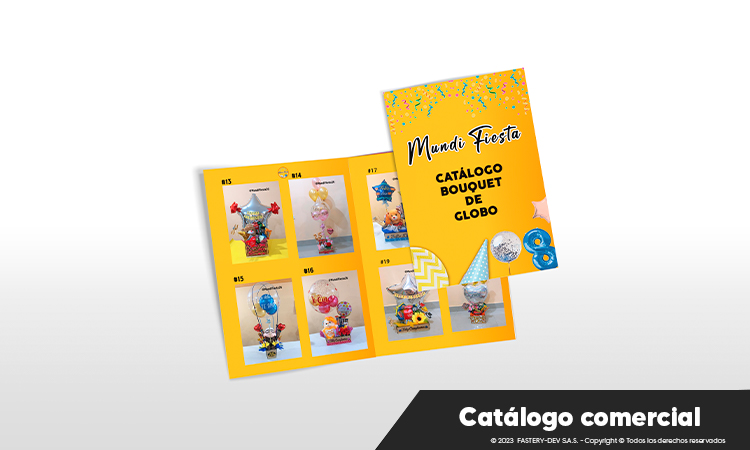 Mundi Fiesta
CATÁLOGO
BOUQUET
DE
GLOBO
#13
#14
#17
#15
#16
#19
Catálogo comercial
© 2023 FASTERY-DEV S.A.S. - Copyright © Todos los derechos reservados